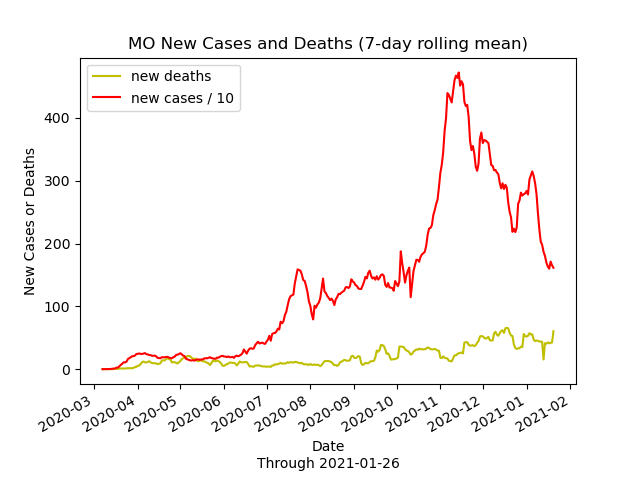 MO New Cases and Deaths (7-day rolling mean)
new deaths
new cases / 10
New Cases or Deaths
400
300
200
100
0
2020-03
2020-04
2020-05
2020-06
2020-07
2020-08
2020-09
2020-10
2020-11
2020-12
2021-01
2021-02
Date
Through 2021-01-26